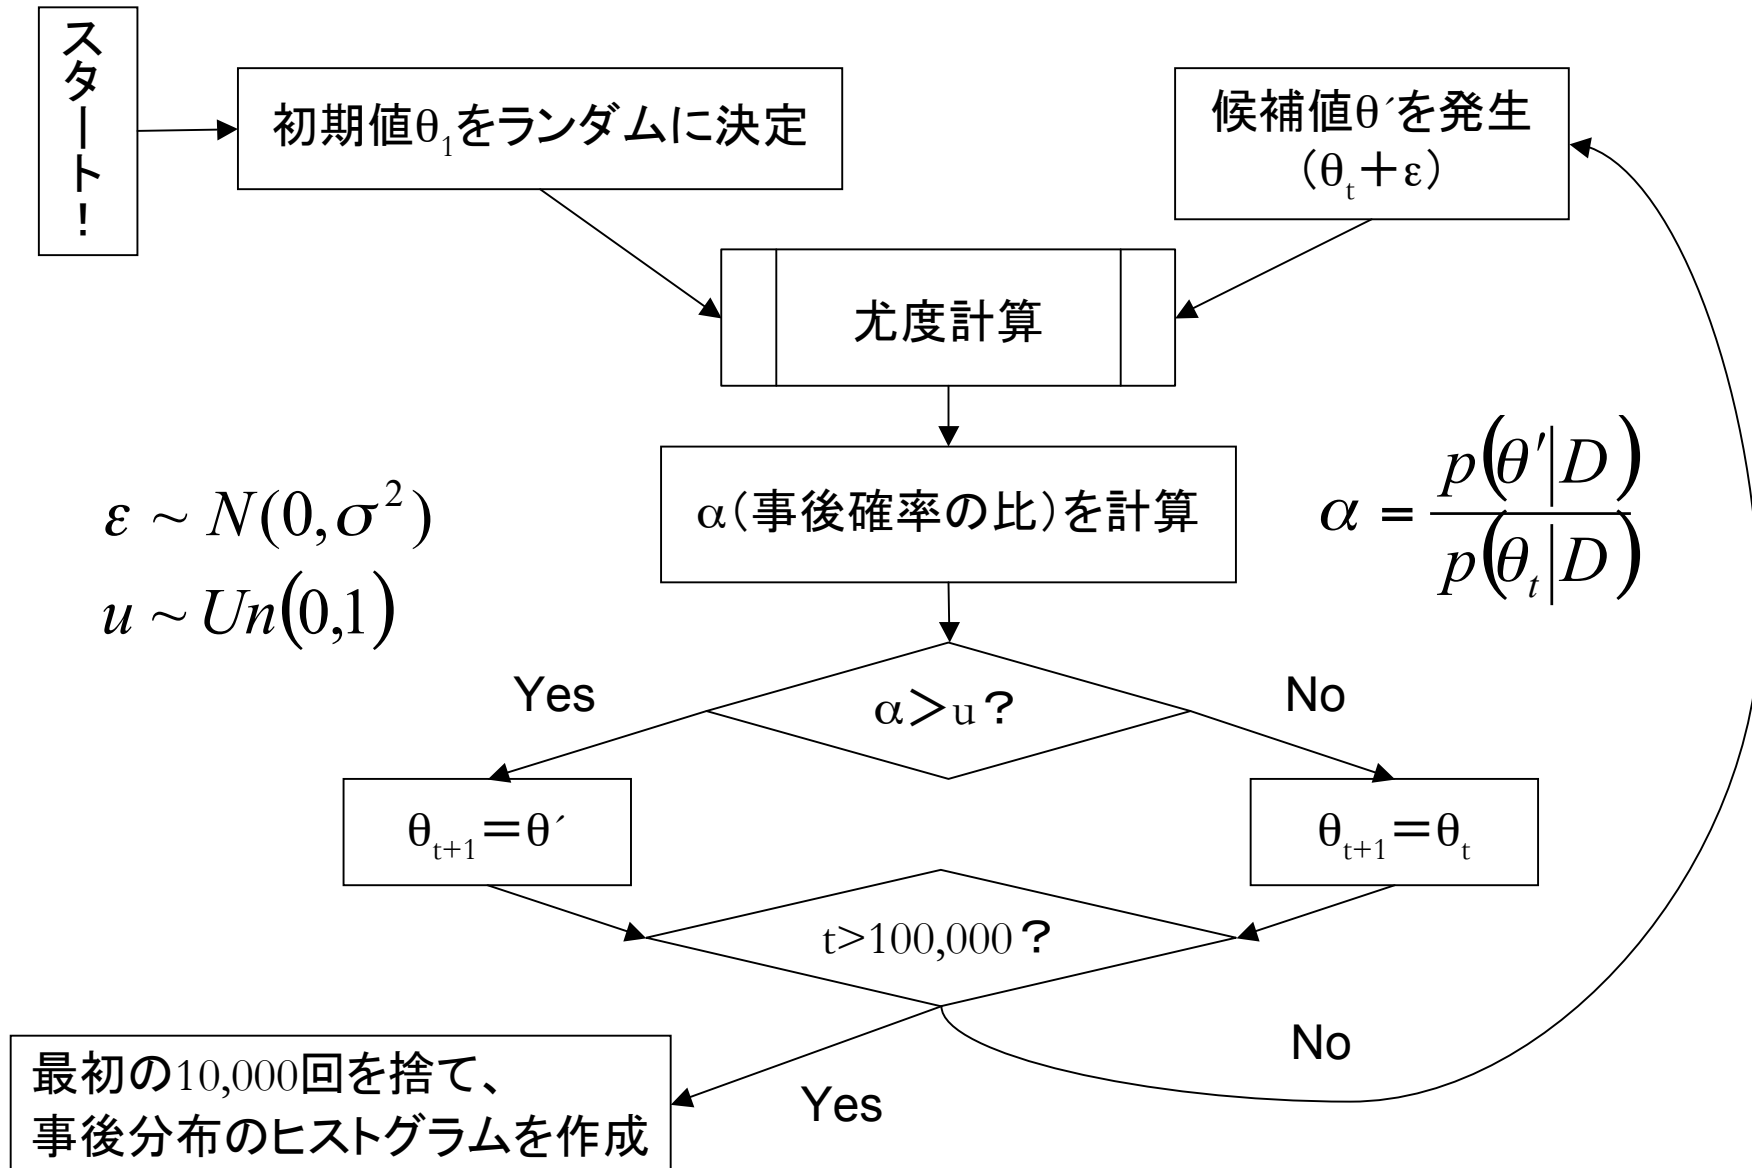 スタート！
初期値θ₁をランダムに決定
候補値θ´を発生
（θₜ＋ε）
尤度計算
ε ~ N(0,σ²)
u ~ Un(0,1)
α（事後確率の比）を計算
α = p(θ′|D) / p(θₜ|D)
Yes
α＞u？
No
θₜ₊₁＝θ´
θₜ₊₁＝θₜ
t>100,000？
No
Yes
最初の10,000回を捨て、
事後分布のヒストグラムを作成